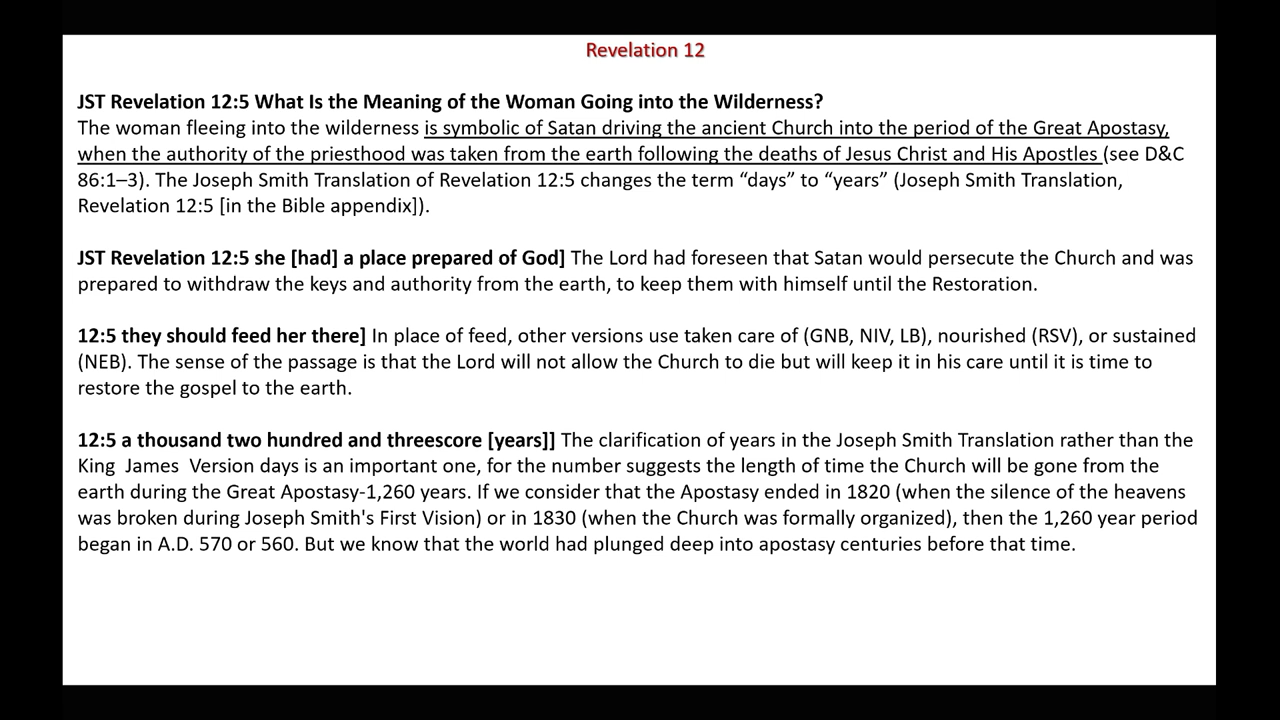 Revelation 12
JST Revelation 12:5 What Is the Meaning of the Woman Going into the Wilderness?
The woman fleeing into the wilderness is symbolic of Satan driving the ancient Church into the period of the Great Apostasy,
when the authority of the priesthood was taken from the earth following the deaths of Jesus Christ and His Apostles (see D&C
86:1–3). The Joseph Smith Translation of Revelation 12:5 changes the term “days” to “years” (Joseph Smith Translation,
Revelation 12:5 [in the Bible appendix]).
JST Revelation 12:5 she [had] a place prepared of God] The Lord had foreseen that Satan would persecute the Church and was
prepared to withdraw the keys and authority from the earth, to keep them with himself until the Restoration.
12:5 they should feed her there] In place of feed, other versions use taken care of (GNB, NIV, LB), nourished (RSV), or sustained
(NEB). The sense of the passage is that the Lord will not allow the Church to die but will keep it in his care until it is time to
restore the gospel to the earth.
12:5 a thousand two hundred and threescore [years]] The clarification of years in the Joseph Smith Translation rather than the
King  James  Version days is an important one, for the number suggests the length of time the Church will be gone from the
earth during the Great Apostasy-1,260 years. If we consider that the Apostasy ended in 1820 (when the silence of the heavens
was broken during Joseph Smith's First Vision) or in 1830 (when the Church was formally organized), then the 1,260 year period
began in A.D. 570 or 560. But we know that the world had plunged deep into apostasy centuries before that time.